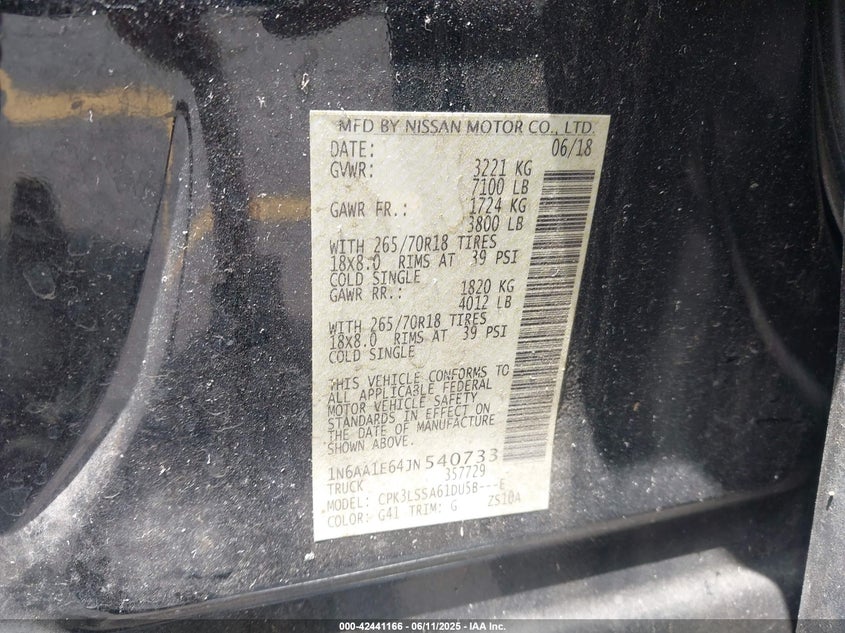 MFD BY NISSAN MOTOR CO., LTD.
DATE: 06/18
GVWR: 3221 KG
7100 LB
GAWR FR.: 1724 KG
3800 LB
WITH 265/70R18 TIRES
18X8.0 RIMS AT 39 PSI
COLD SINGLE
GAWR RR.: 1820 KG
4012 LB
WITH 265/70R18 TIRES
18X8.0 RIMS AT 39 PSI
COLD SINGLE
THIS VEHICLE CONFORMS TO
ALL APPLICABLE FEDERAL
MOTOR VEHICLE SAFETY
STANDARDS IN EFFECT ON
THE DATE OF MANUFACTURE
SHOWN ABOVE.
1N6AA1E64JN540733
TRUCK 357729
MODEL: CPK3LSSA61DU5B---E
COLOR: G41 TRIM: G ZS10A
000-42441166 - 06/11/2025 - IAA Inc.